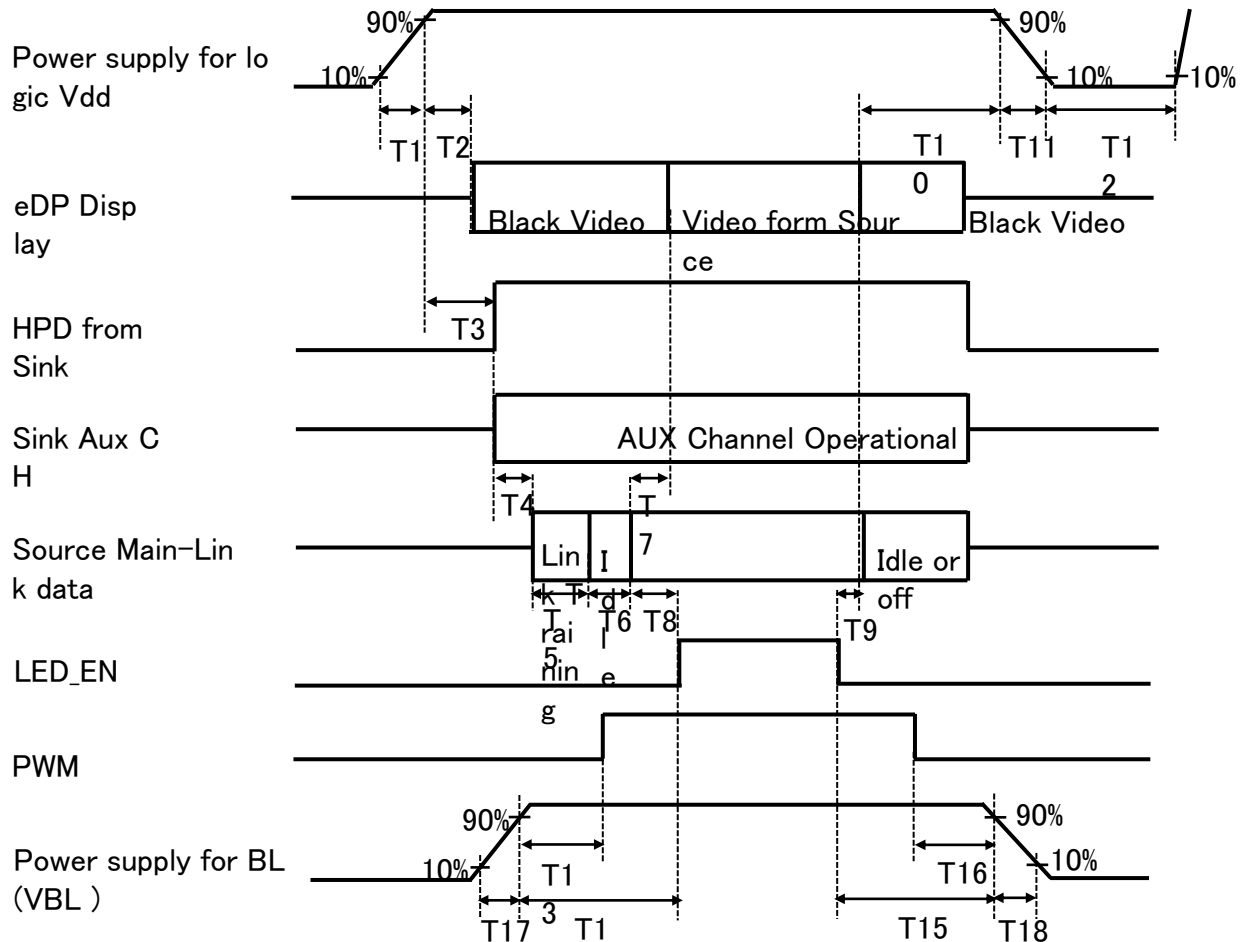 90%
90%
Power supply for lo
gic Vdd
10%
10%
10%
T1
T2
T1
0
T11
T1
2
eDP Disp
lay
Black Video
Video form Sour
ce
Black Video
HPD from
Sink
T3
Sink Aux C
H
AUX Channel Operational
T4
T
7
Source Main-Lin
k data
Lin
k T
rai
nin
g
I
d
l
e
Idle or
off
T
5
T6
T8
T9
LED_EN
PWM
90%
90%
Power supply for BL
(VBL )
10%
10%
T1
3
T16
T17
T1
T15
T18